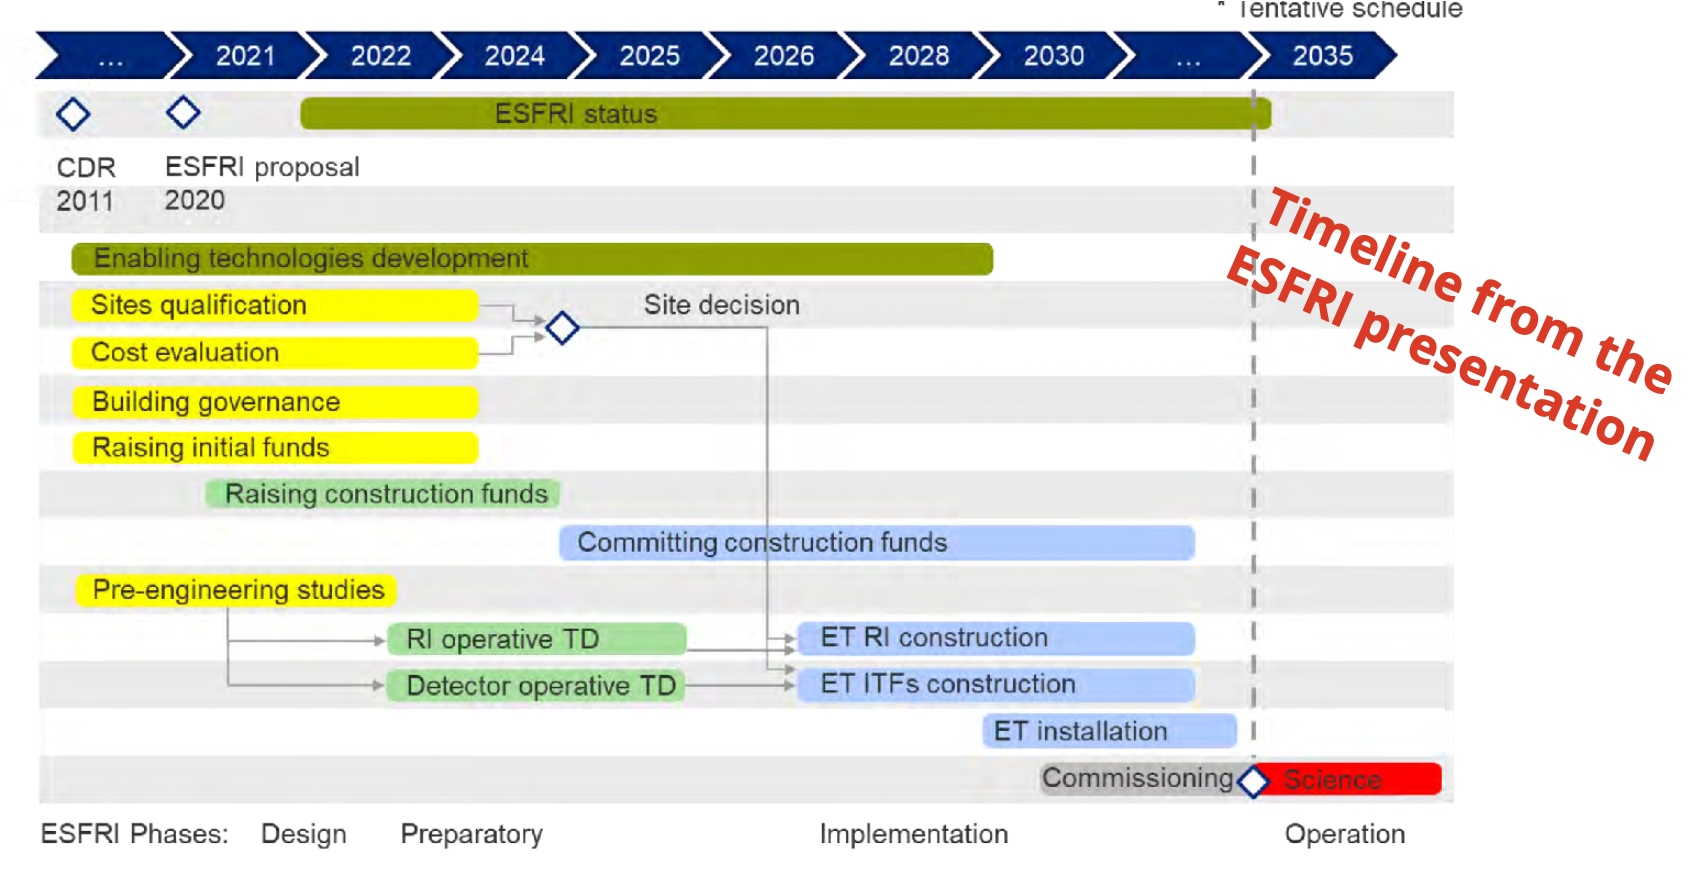 * Tentative schedule
... 2021 2022 2024 2025 2026 2028 2030 ... 2035
ESFRI status
CDR
2011
ESFRI proposal
2020
Timeline from the
ESFRI presentation
Enabling technologies development
Sites qualification
Site decision
Cost evaluation
Building governance
Raising initial funds
Raising construction funds
Committing construction funds
Pre-engineering studies
RI operative TD
ET RI construction
Detector operative TD
ET ITFs construction
ET installation
Commissioning
Science
ESFRI Phases: Design Preparatory Implementation Operation